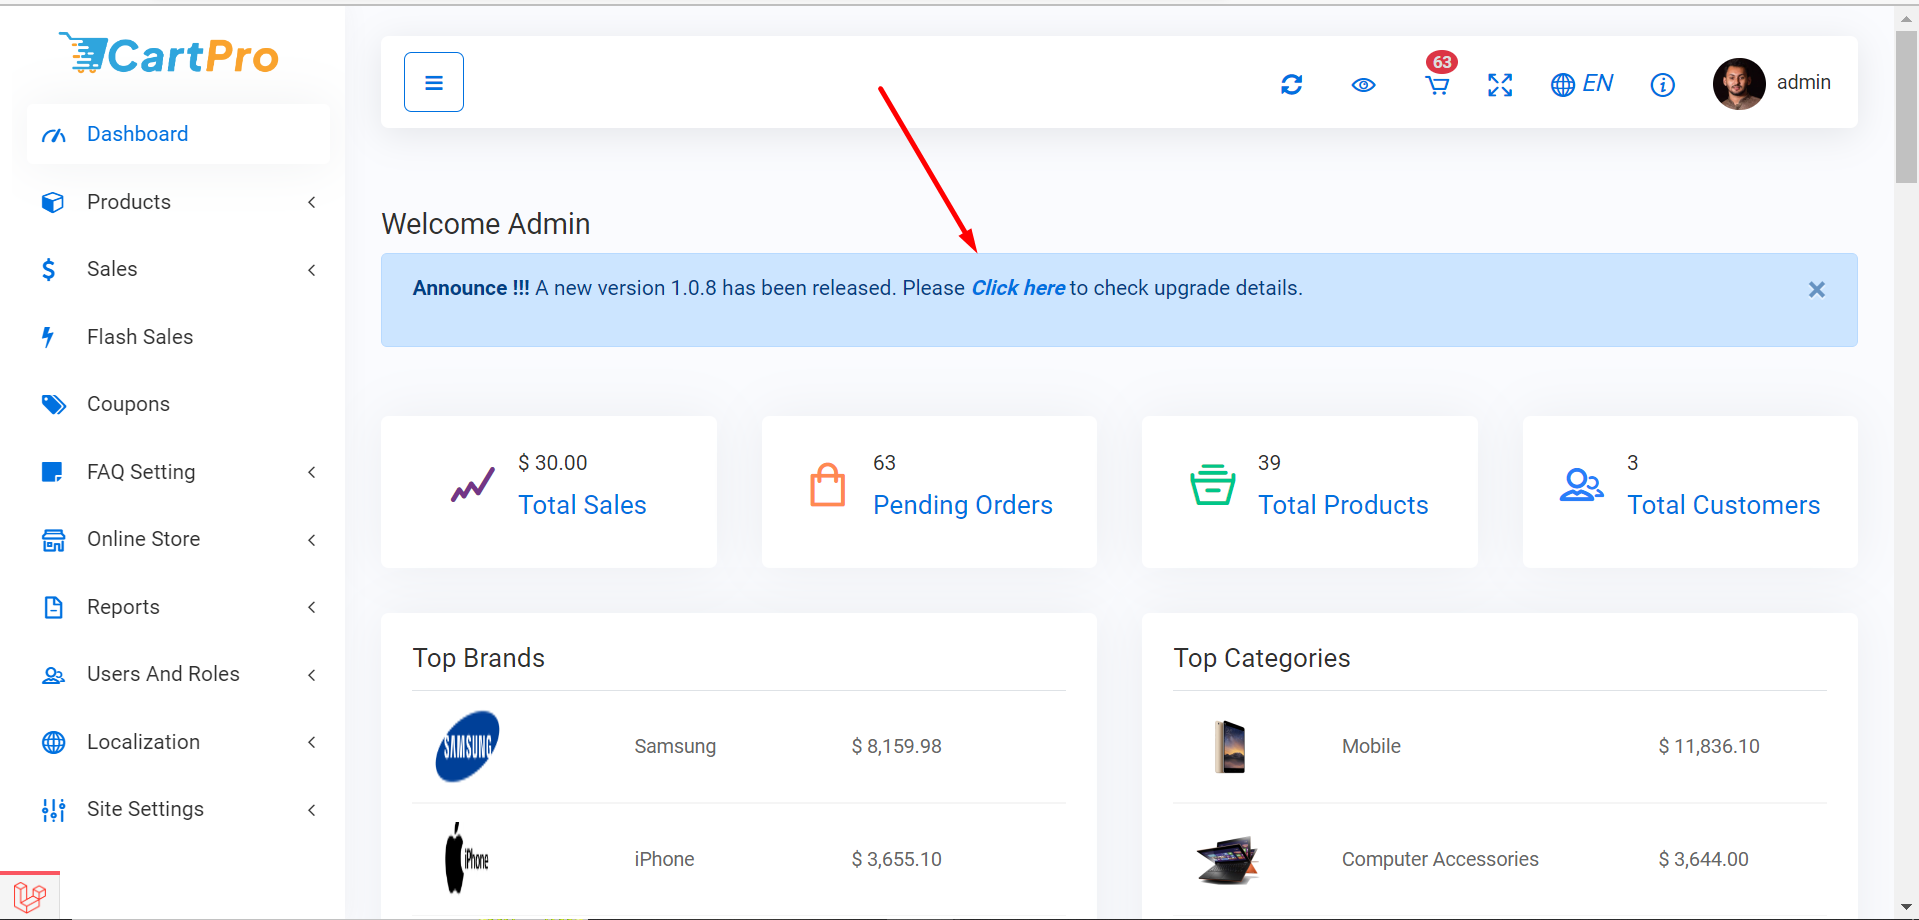 CartPro
63
EN
admin
Dashboard
Products
Sales
Flash Sales
Coupons
FAQ Setting
Online Store
Reports
Users And Roles
Localization
Site Settings
Welcome Admin
Announce !!! A new version 1.0.8 has been released. Please Click here to check upgrade details.
$ 30.00
Total Sales
63
Pending Orders
39
Total Products
3
Total Customers
Top Brands
SAMSUNG Samsung $ 8,159.98
iPhone iPhone $ 3,655.10
Top Categories
Mobile $ 11,836.10
Computer Accessories $ 3,644.00